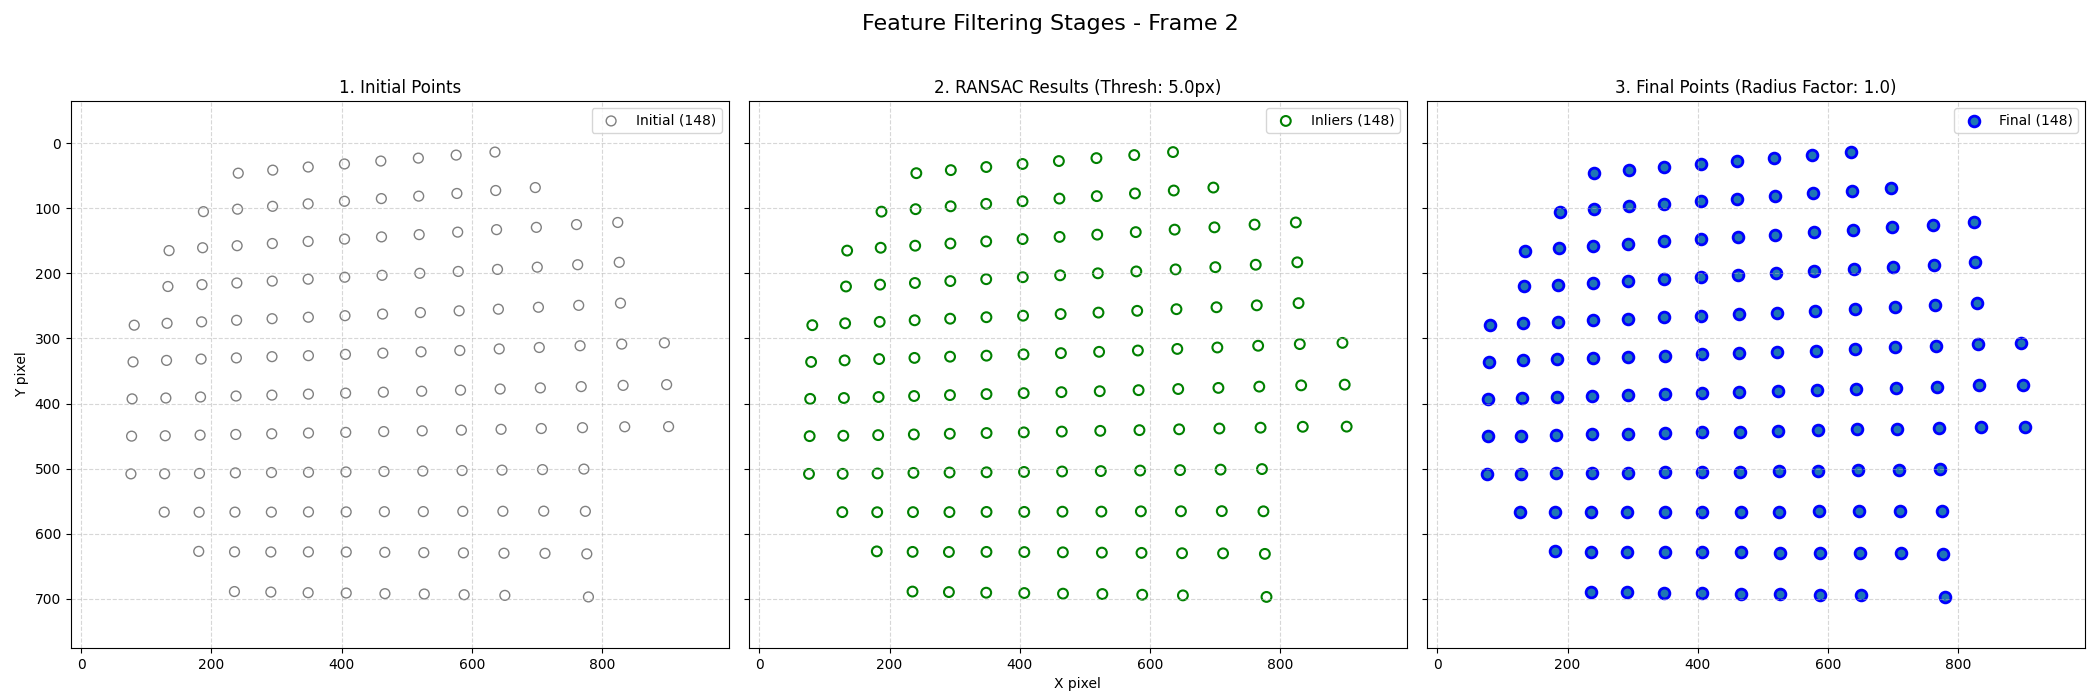 Feature Filtering Stages - Frame 2
1. Initial Points
Initial (148)
Y pixel
0
100
200
300
400
500
600
700
0 200 400 600 800
2. RANSAC Results (Thresh: 5.0px)
Inliers (148)
0 200 400 600 800
X pixel
3. Final Points (Radius Factor: 1.0)
Final (148)
0 200 400 600 800